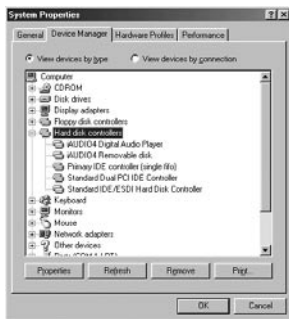 System Properties
General Device Manager Hardware Profiles Performance
View devices by type View devices by connection
Computer
CDROM
Disk drives
Display adapters
Floppy disk controllers
Hard disk controllers
iAUDIO4 Digital Audio Player
iAUDIO4 Removable disk
Primary IDE controller (single fifo)
Standard Dual PCI IDE Controller
Standard IDE/ESDI Hard Disk Controller
Keyboard
Monitors
Mouse
Network adapters
Other devices
Properties Refresh Remove Print...
OK Cancel